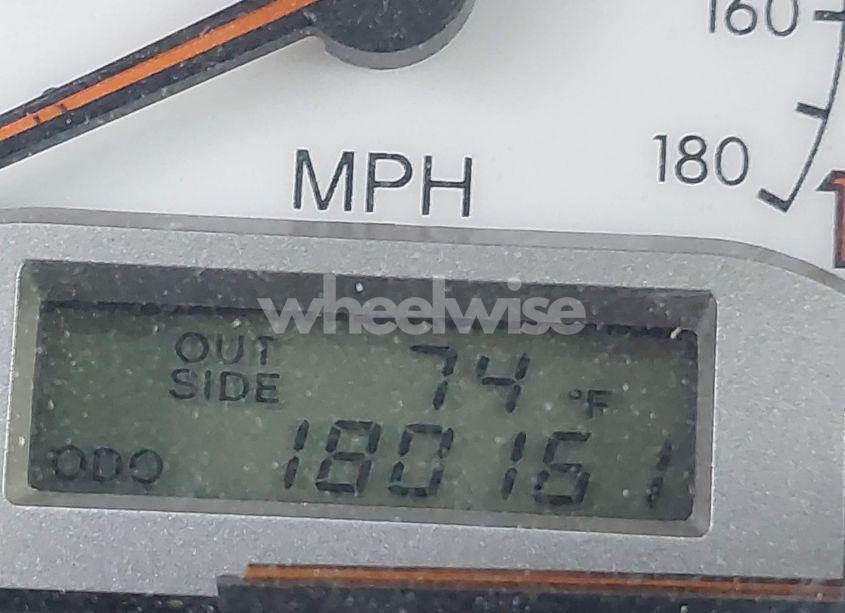 160
180
MPH
wheelwise
OUT SIDE 74 °F
ODO 180161